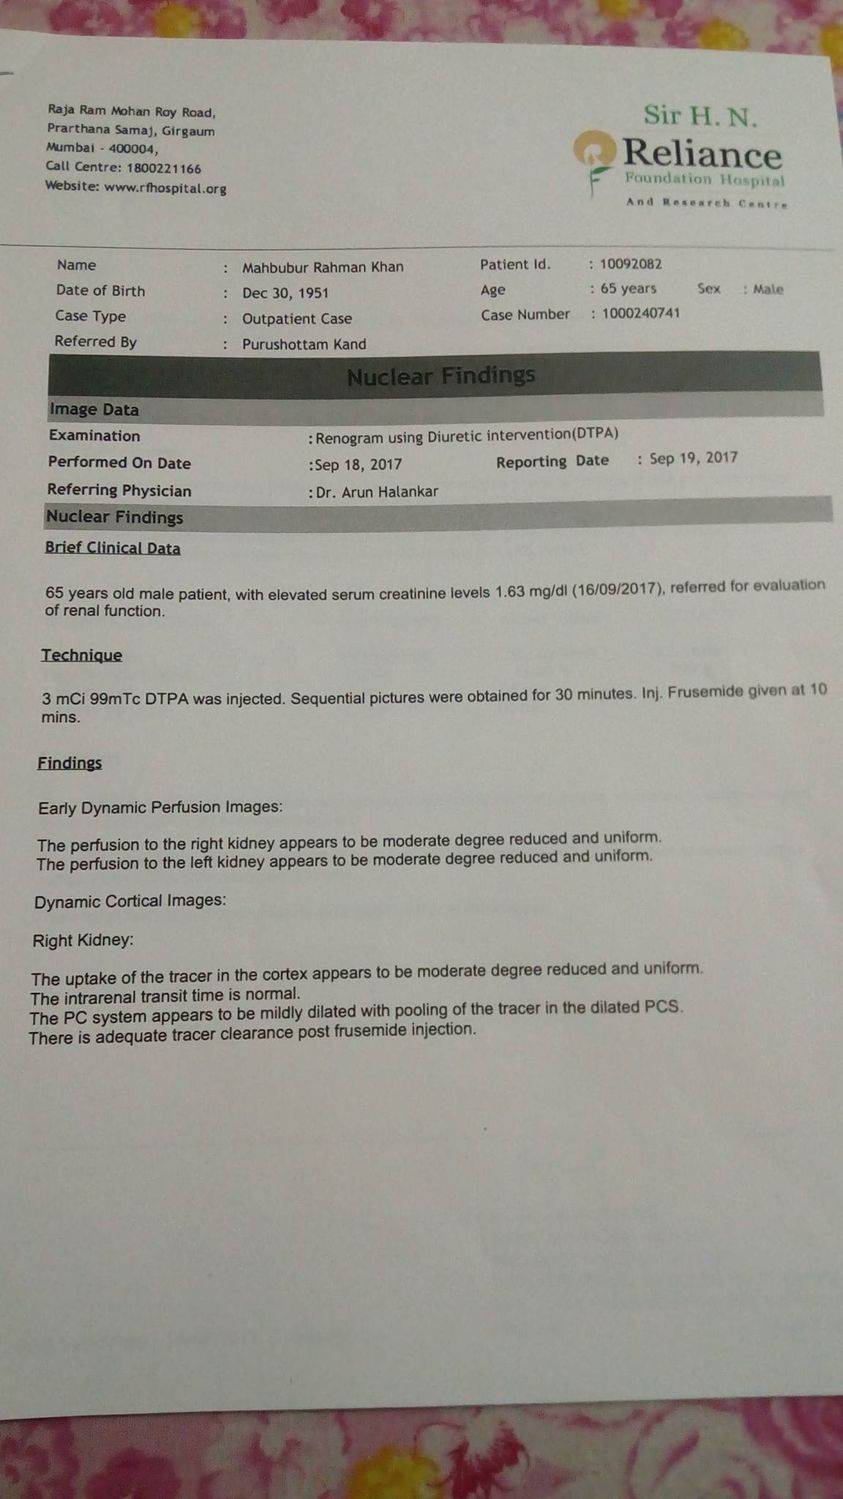 Raja Ram Mohan Roy Road,
Prarthana Samaj, Girgaum
Mumbai - 400004,
Call Centre: 1800221166
Website: www.rfhospital.org
Sir H. N.
Reliance
Foundation Hospital
And Research Centre
Name : Mahbubur Rahman Khan Patient Id. : 10092082
Date of Birth : Dec 30, 1951 Age : 65 years Sex : Male
Case Type : Outpatient Case Case Number : 1000240741
Referred By : Purushottam Kand
Nuclear Findings
Image Data
Examination :Renogram using Diuretic intervention(DTPA)
Performed On Date :Sep 18, 2017 Reporting Date : Sep 19, 2017
Referring Physician :Dr. Arun Halankar
Nuclear Findings
Brief Clinical Data
65 years old male patient, with elevated serum creatinine levels 1.63 mg/dl (16/09/2017), referred for evaluation
of renal function.
Technique
3 mCi 99mTc DTPA was injected. Sequential pictures were obtained for 30 minutes. Inj. Frusemide given at 10
mins.
Findings
Early Dynamic Perfusion Images:
The perfusion to the right kidney appears to be moderate degree reduced and uniform.
The perfusion to the left kidney appears to be moderate degree reduced and uniform.
Dynamic Cortical Images:
Right Kidney:
The uptake of the tracer in the cortex appears to be moderate degree reduced and uniform.
The intrarenal transit time is normal.
The PC system appears to be mildly dilated with pooling of the tracer in the dilated PCS.
There is adequate tracer clearance post frusemide injection.